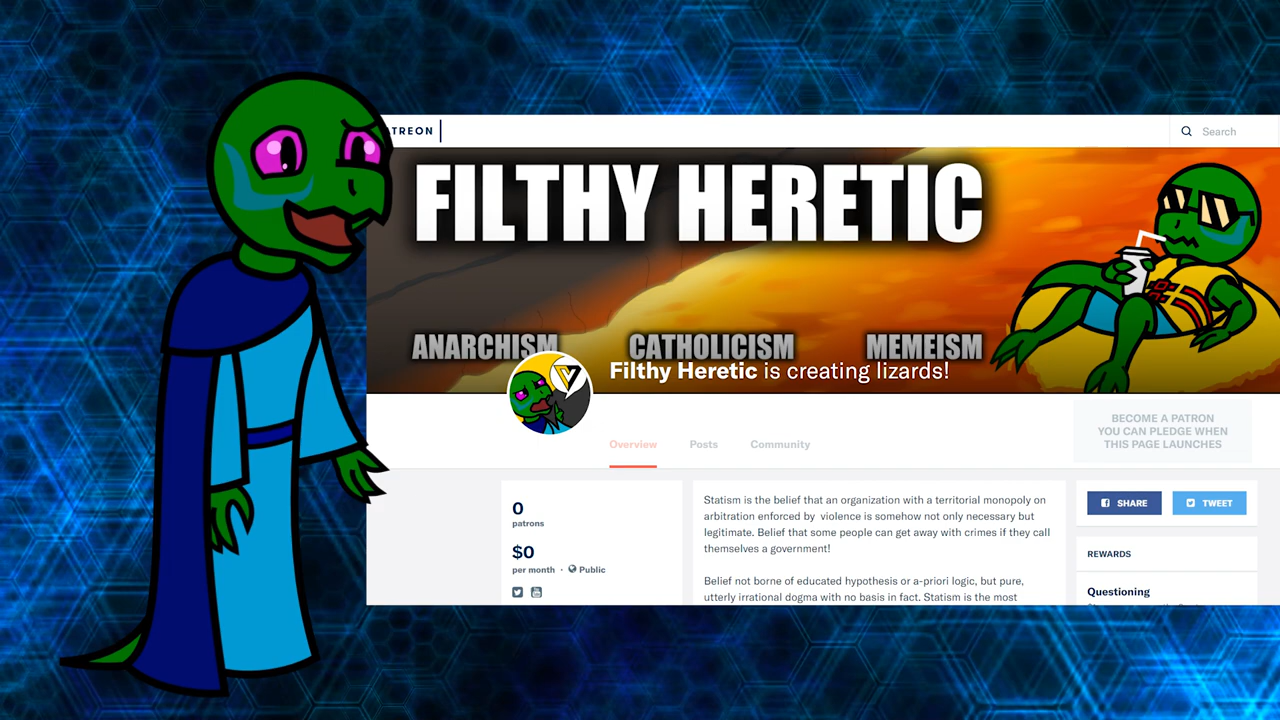 TREON
Search
FILTHY HERETIC
ANARCHISM CATHOLICISM MEMEISM
Filthy Heretic is creating lizards!
Overview Posts Community
BECOME A PATRON
YOU CAN PLEDGE WHEN
THIS PAGE LAUNCHES
0
patrons
$0
per month · Public
Statism is the belief that an organization with a territorial monopoly on
arbitration enforced by violence is somehow not only necessary but
legitimate. Belief that some people can get away with crimes if they call
themselves a government!
Belief not borne of educated hypothesis or a-priori logic, but pure,
utterly irrational dogma with no basis in fact. Statism is the most
SHARE TWEET
REWARDS
Questioning